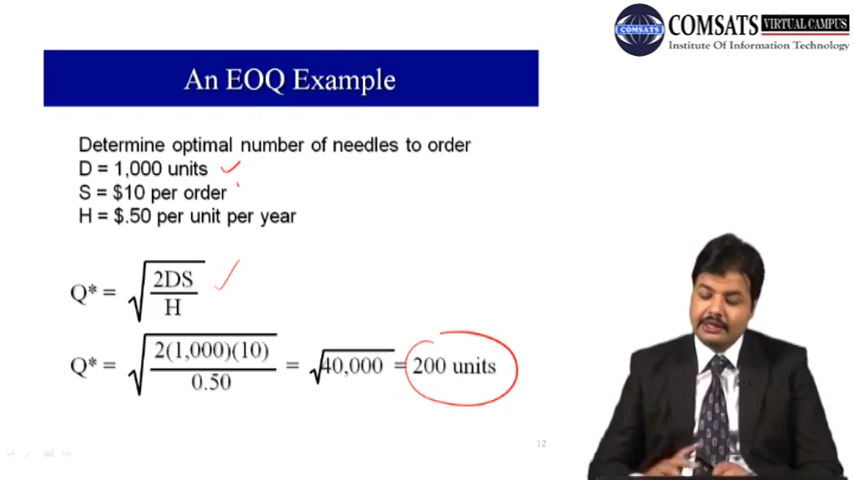 COMSATS VIRTUAL CAMPUS
COMSATS
Institute Of Information Technology
An EOQ Example
Determine optimal number of needles to order
D = 1,000 units
S = $10 per order
H = $.50 per unit per year
Q* = √(2DS / H)
Q* = √(2(1,000)(10) / 0.50) = √40,000 = 200 units
12